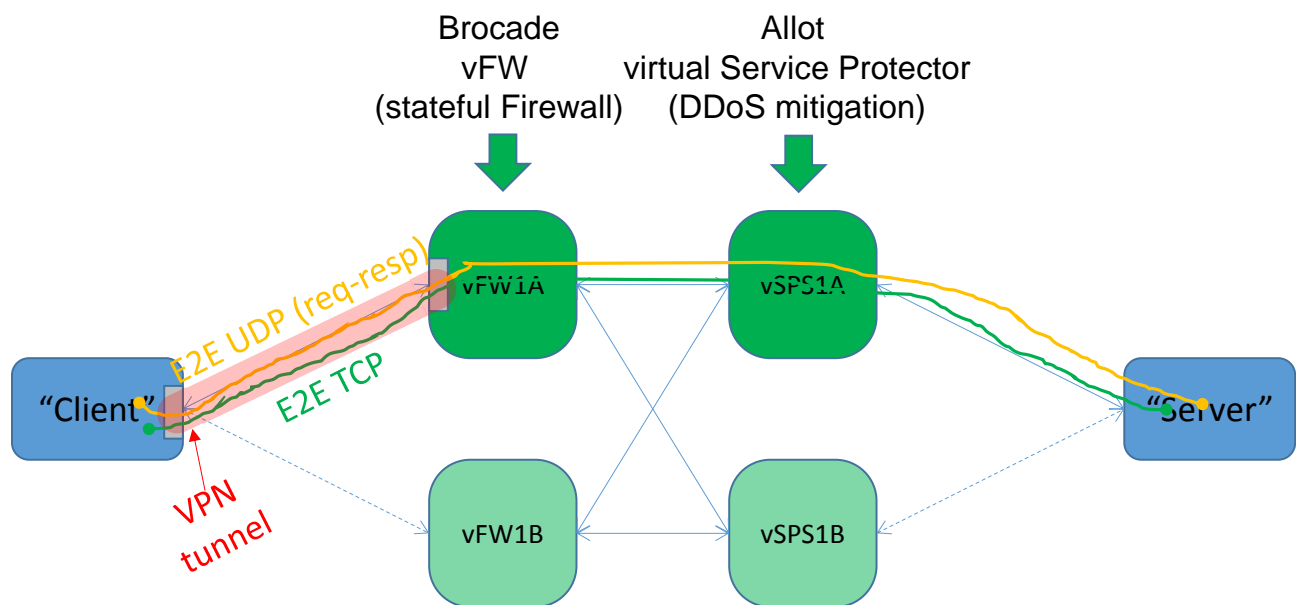 Brocade
vFW
(stateful Firewall)
Allot
virtual Service Protector
(DDoS mitigation)
vFW1A
vSPS1A
E2E UDP (req-resp)
E2E TCP
“Client”
“Server”
VPN
tunnel
vFW1B
vSPS1B